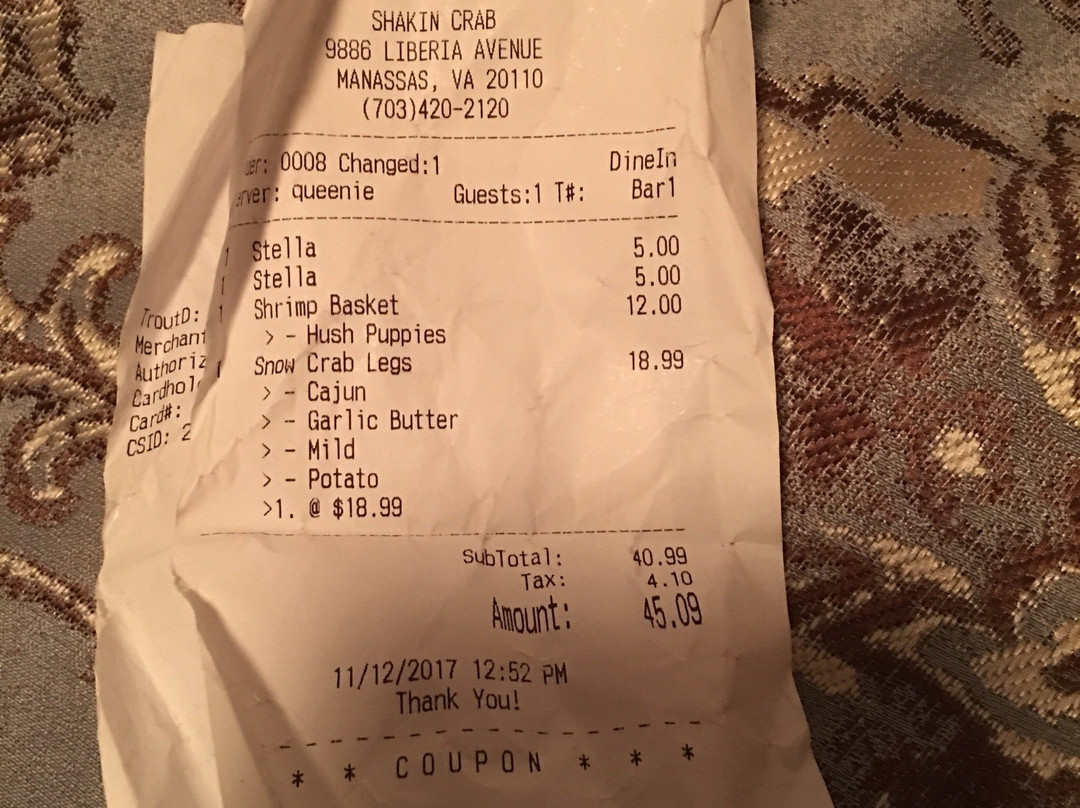 SHAKIN CRAB
9886 LIBERIA AVENUE
MANASSAS, VA 20110
(703)420-2120
0008 Changed:1 DineIn
queenie Guests:1 T#: Bar1
Stella 5.00
Stella 5.00
Shrimp Basket 12.00
> - Hush Puppies
Snow Crab Legs 18.99
> - Cajun
> - Garlic Butter
> - Mild
> - Potato
>1. @ $18.99
SubTotal: 40.99
Tax: 4.10
Amount: 45.09
11/12/2017 12:52 PM
Thank You!
* * COUPON * * *
TroutD:
Merchant
Authoriz
Cardhol
Card#:
CSID: 2